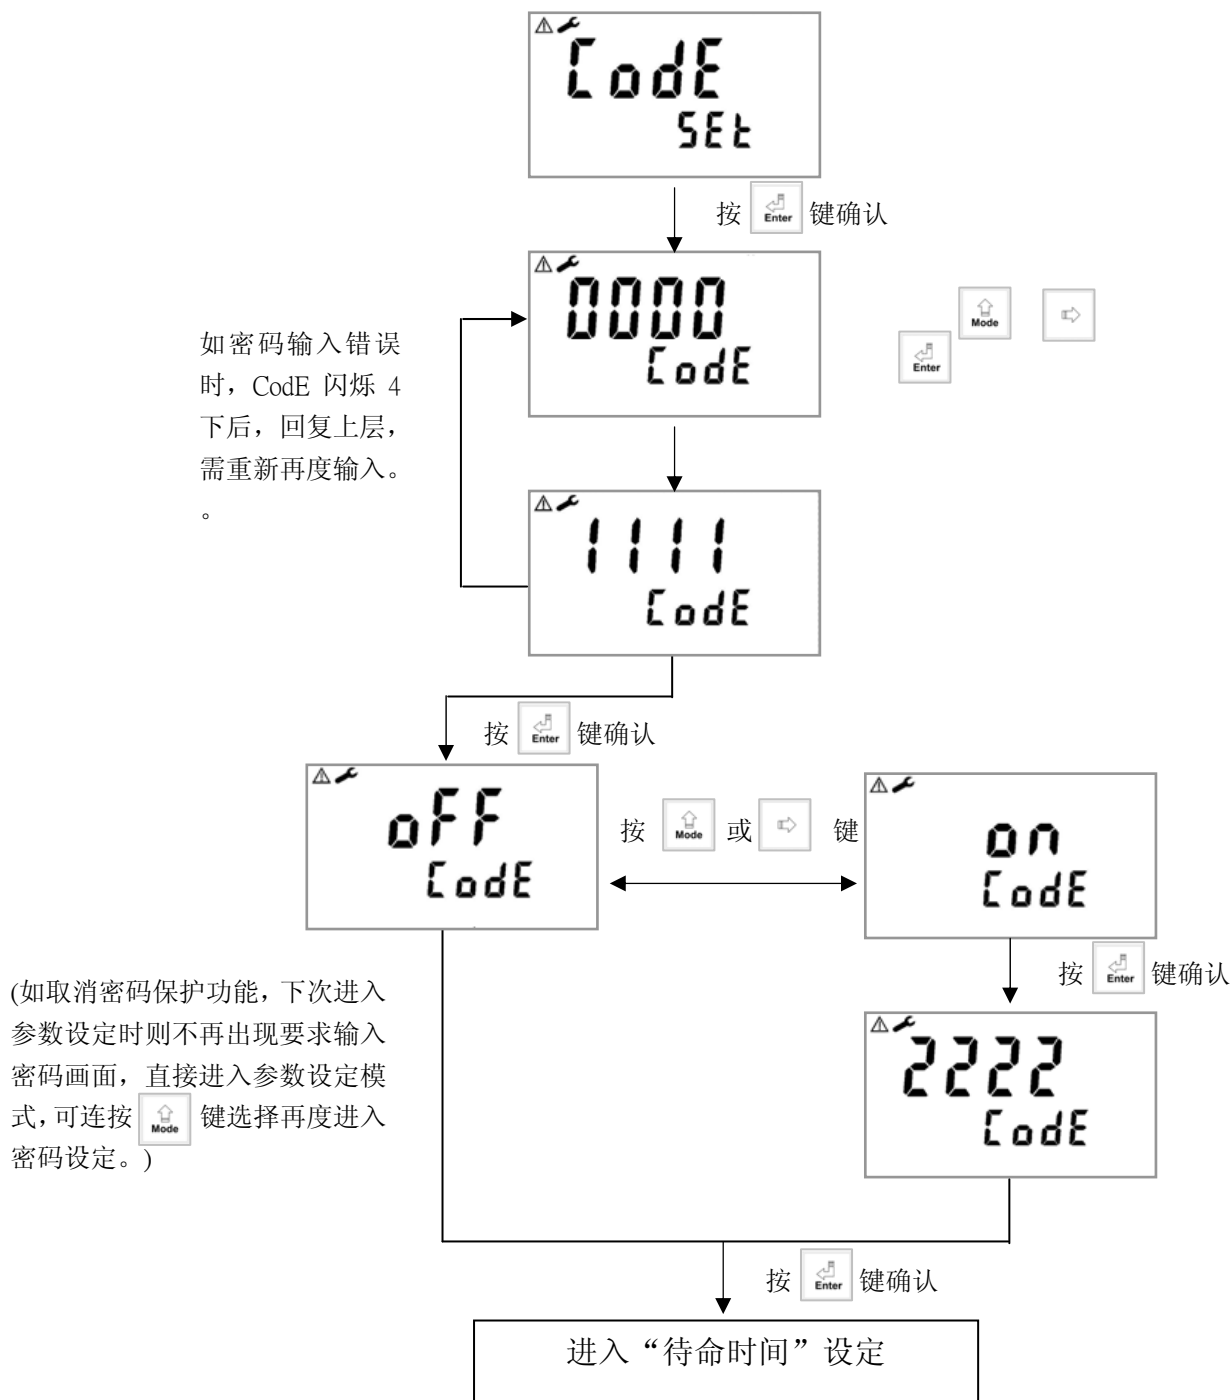 CodE
SEt
按 Enter 键确认
0000
CodE
Mode
Enter
如密码输入错误
时，CodE 闪烁 4
下后，回复上层，
需重新再度输入。
。
1111
CodE
按 Enter 键确认
oFF
CodE
按 Mode 或 键
on
CodE
按 Enter 键确认
(如取消密码保护功能，下次进入
参数设定时则不再出现要求输入
密码画面，直接进入参数设定模
式，可连按 Mode 键选择再度进入
密码设定。)
2222
CodE
按 Enter 键确认
进入“待命时间”设定